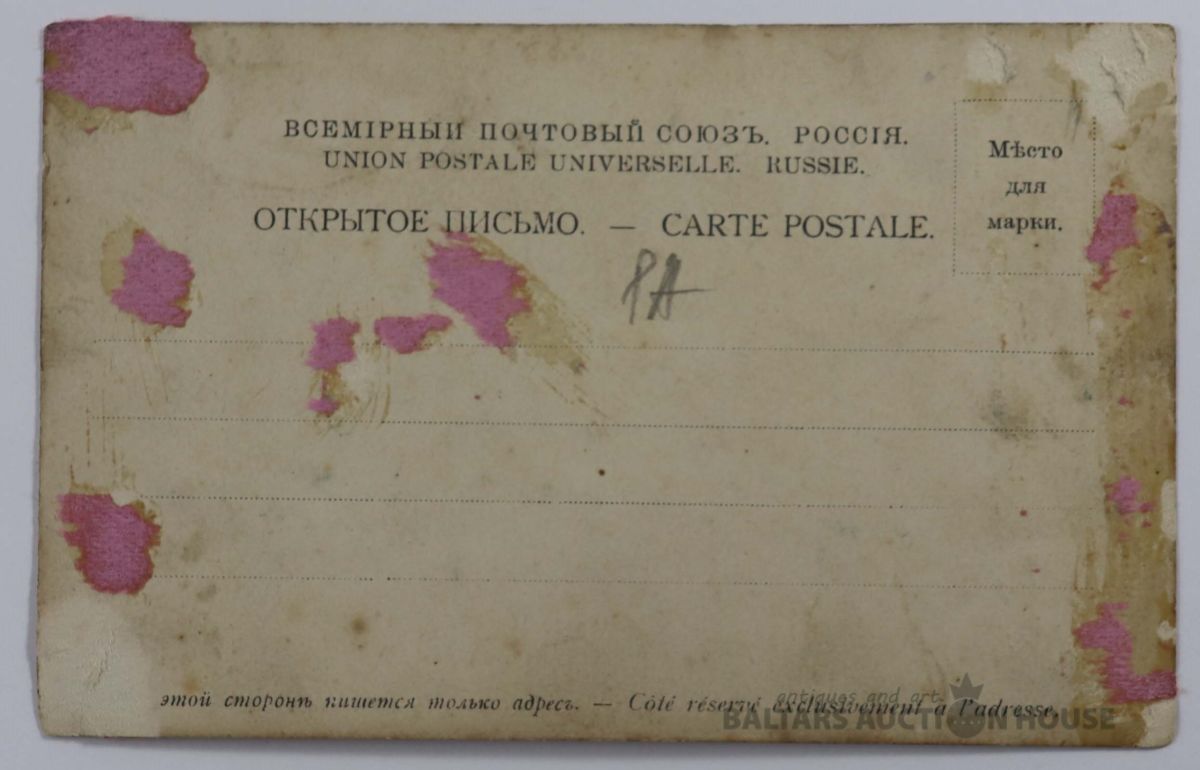 ВСЕМІРНЫЙ ПОЧТОВЫЙ СОЮЗЪ. РОССІЯ.
UNION POSTALE UNIVERSELLE. RUSSIE.
ОТКРЫТОЕ ПИСЬМО. — CARTE POSTALE.
Мѣсто
для
марки.
этой сторонѣ пишется только адресъ. — Côté réservé exclusivement à l'adresse.
antiques and art
BALTARS AUCTION HOUSE